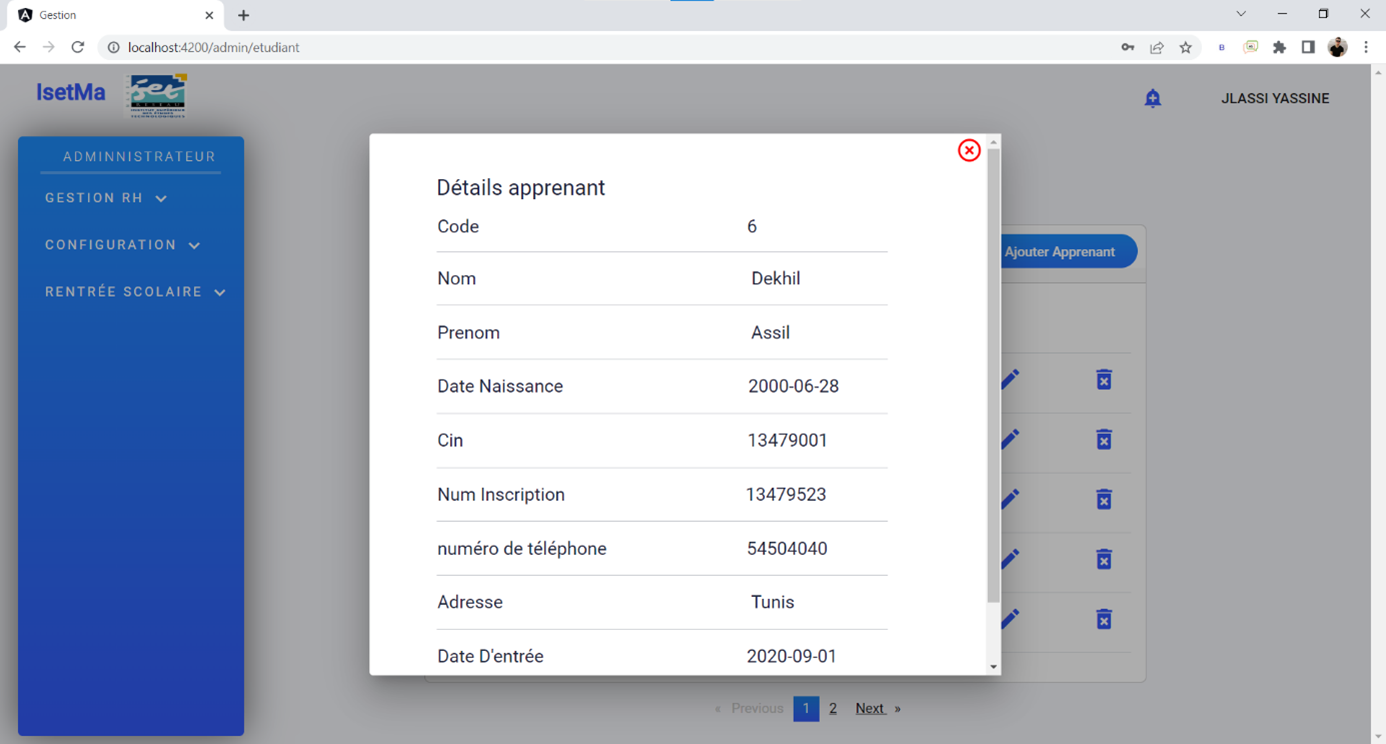 Gestion
localhost:4200/admin/etudiant
IsetMa
JLASSI YASSINE
ADMINNISTRATEUR
GESTION RH
CONFIGURATION
RENTRÉE SCOLAIRE
Ajouter Apprenant
Détails apprenant
Code 6
Nom Dekhil
Prenom Assil
Date Naissance 2000-06-28
Cin 13479001
Num Inscription 13479523
numéro de téléphone 54504040
Adresse Tunis
Date D'entrée 2020-09-01
« Previous 1 2 Next »